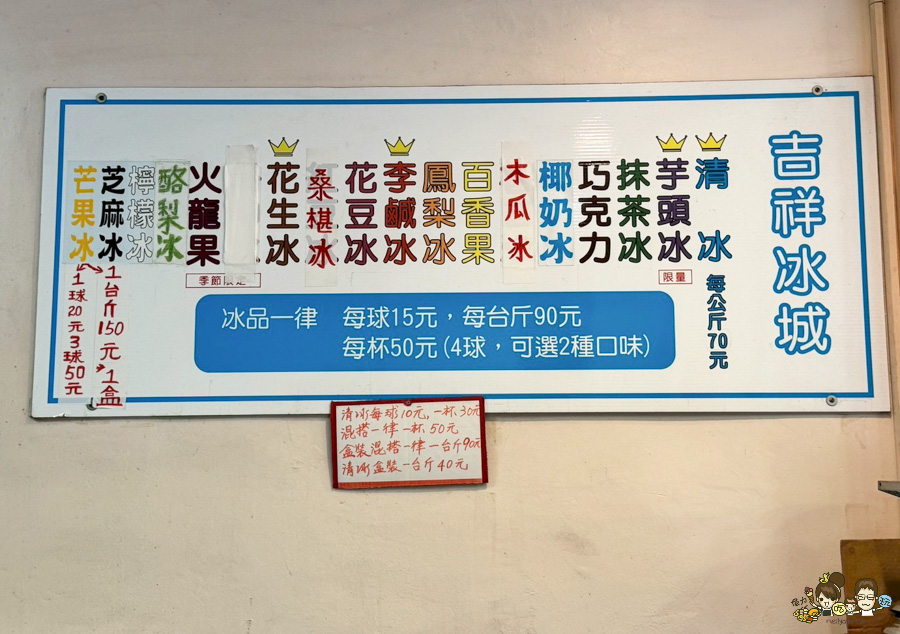 吉祥冰城
清冰
每公斤70元
芋頭冰
限量
抹茶冰
巧克力
椰奶冰
木瓜冰
百香果
鳳梨冰
李鹹冰
花豆冰
桑椹冰
花生冰
火龍果
季節限定
酪梨冰
檸檬冰
芝麻冰
芒果冰
1台斤150元1盒
1球20元3球50元
冰品一律 每球15元,每台斤90元
每杯50元(4球,可選2種口味)
清冰每球10元,一杯30元
混搭一律一杯50元
盒裝混搭一律一台斤90元
清冰盒裝一台斤40元